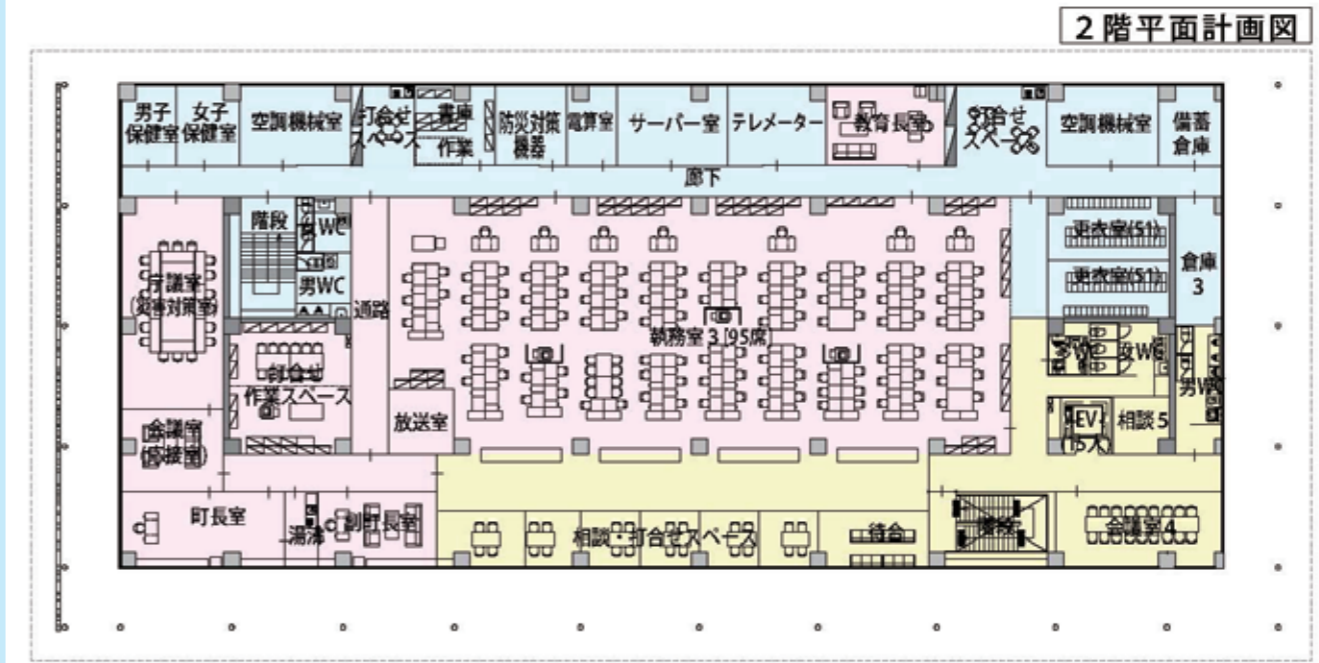 2階平面計画図
男子
保健室
女子
保健室
空調機械室
打合せ
スペース
書庫
作業
防災対策
機器
電算室
サーバー室
テレメーター
教育長室
打合せ
スペース
空調機械室
備蓄
倉庫
廊下
階段
女WC
男WC
庁議室
(災害対策室)
通路
執務室3 [95席]
更衣室(51)
更衣室(51)
倉庫
3
打合せ
作業スペース
放送室
会議室
(応接室)
女WC
男WC
EV
(15人)
相談5
町長室
湯沸
副町長室
相談・打合せスペース
待合
階段
会議室4